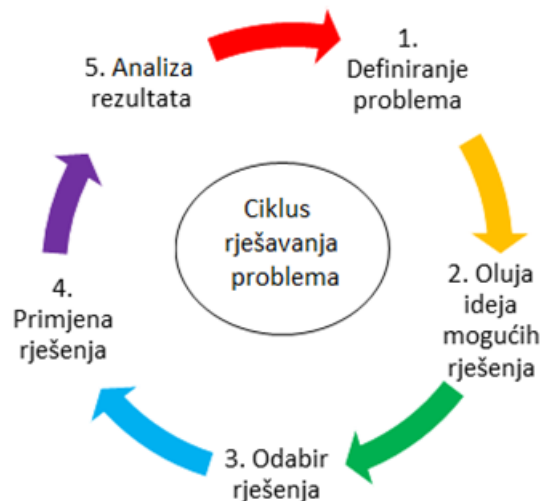 1.
Definiranje
problema
2. Oluja
ideja
mogućih
rješenja
3. Odabir
rješenja
4.
Primjena
rješenja
5. Analiza
rezultata
Ciklus
rješavanja
problema